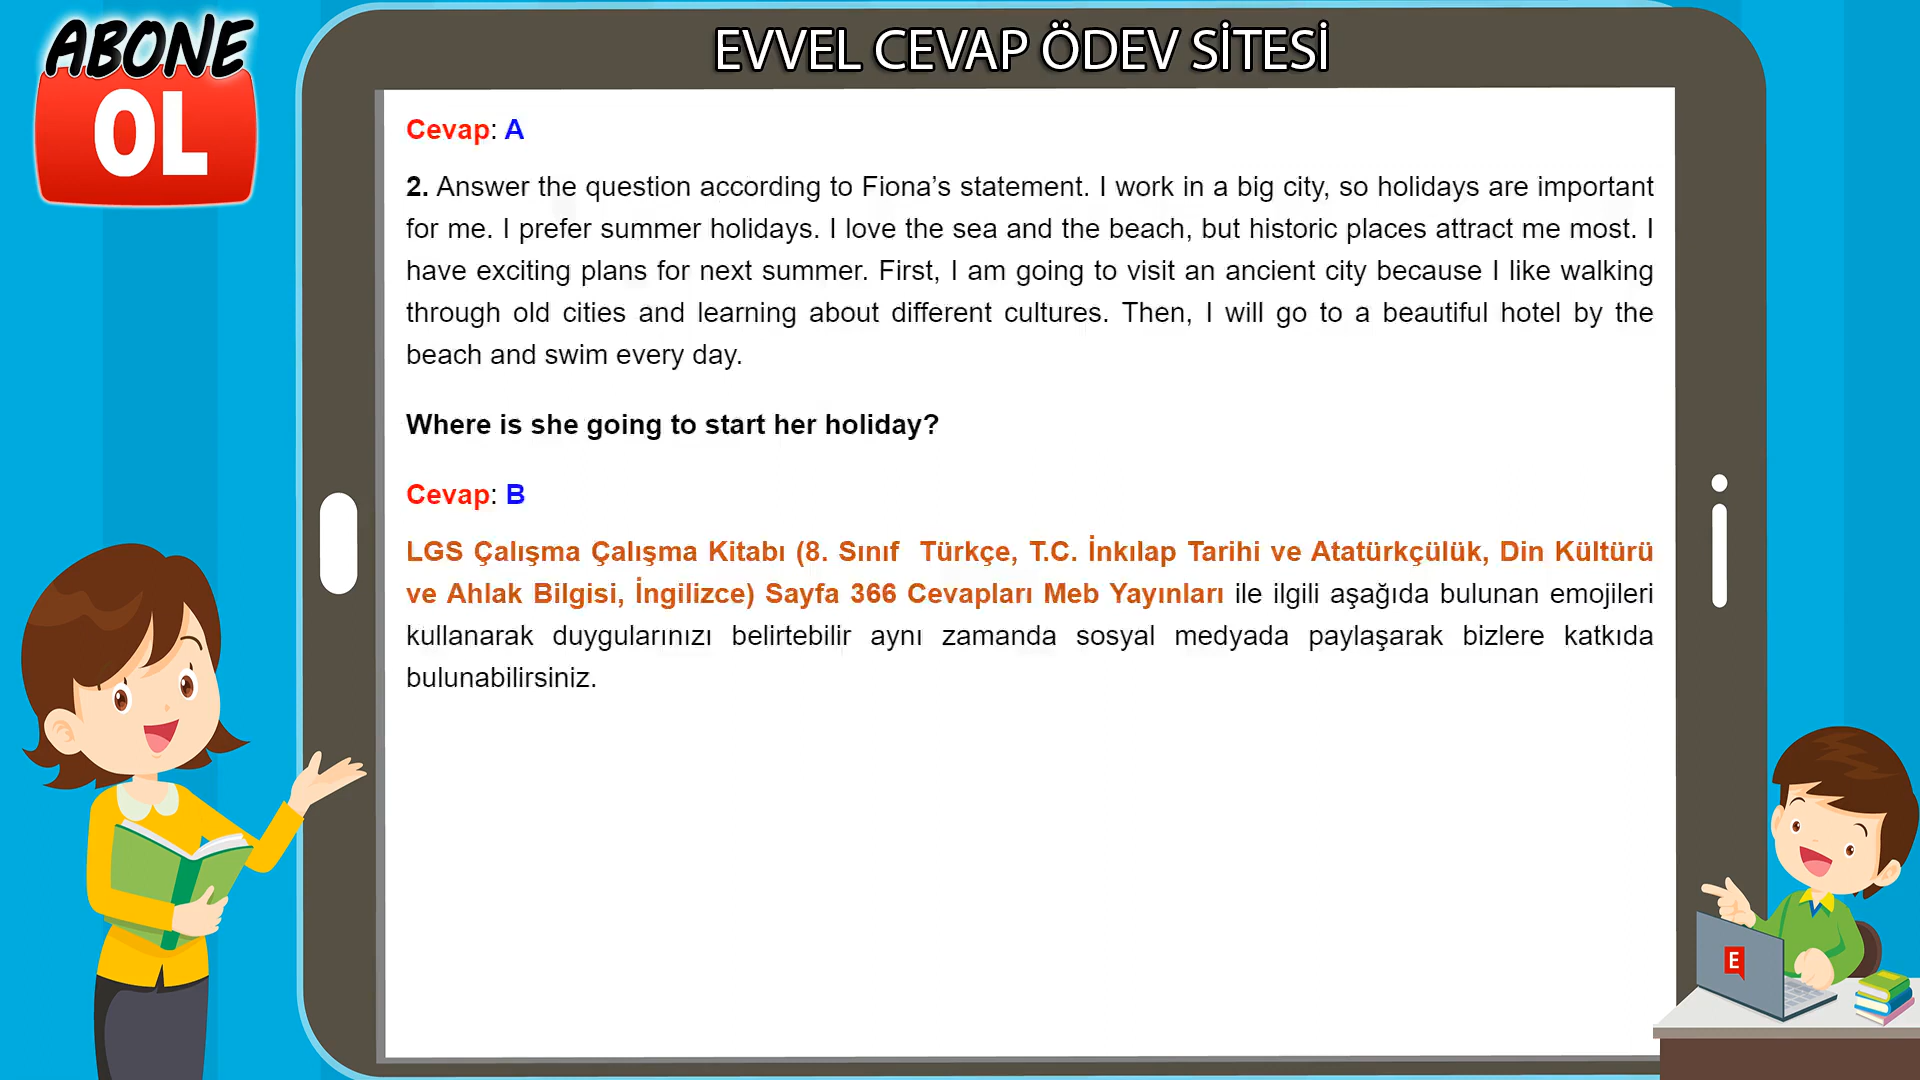 ABONE
OL
EVVEL CEVAP ÖDEV SİTESİ
Cevap: A
2. Answer the question according to Fiona’s statement. I work in a big city, so holidays are important
for me. I prefer summer holidays. I love the sea and the beach, but historic places attract me most. I
have exciting plans for next summer. First, I am going to visit an ancient city because I like walking
through old cities and learning about different cultures. Then, I will go to a beautiful hotel by the
beach and swim every day.
Where is she going to start her holiday?
Cevap: B
LGS Çalışma Çalışma Kitabı (8. Sınıf  Türkçe, T.C. İnkılap Tarihi ve Atatürkçülük, Din Kültürü
ve Ahlak Bilgisi, İngilizce) Sayfa 366 Cevapları Meb Yayınları ile ilgili aşağıda bulunan emojileri
kullanarak duygularınızı belirtebilir aynı zamanda sosyal medyada paylaşarak bizlere katkıda
bulunabilirsiniz.
E